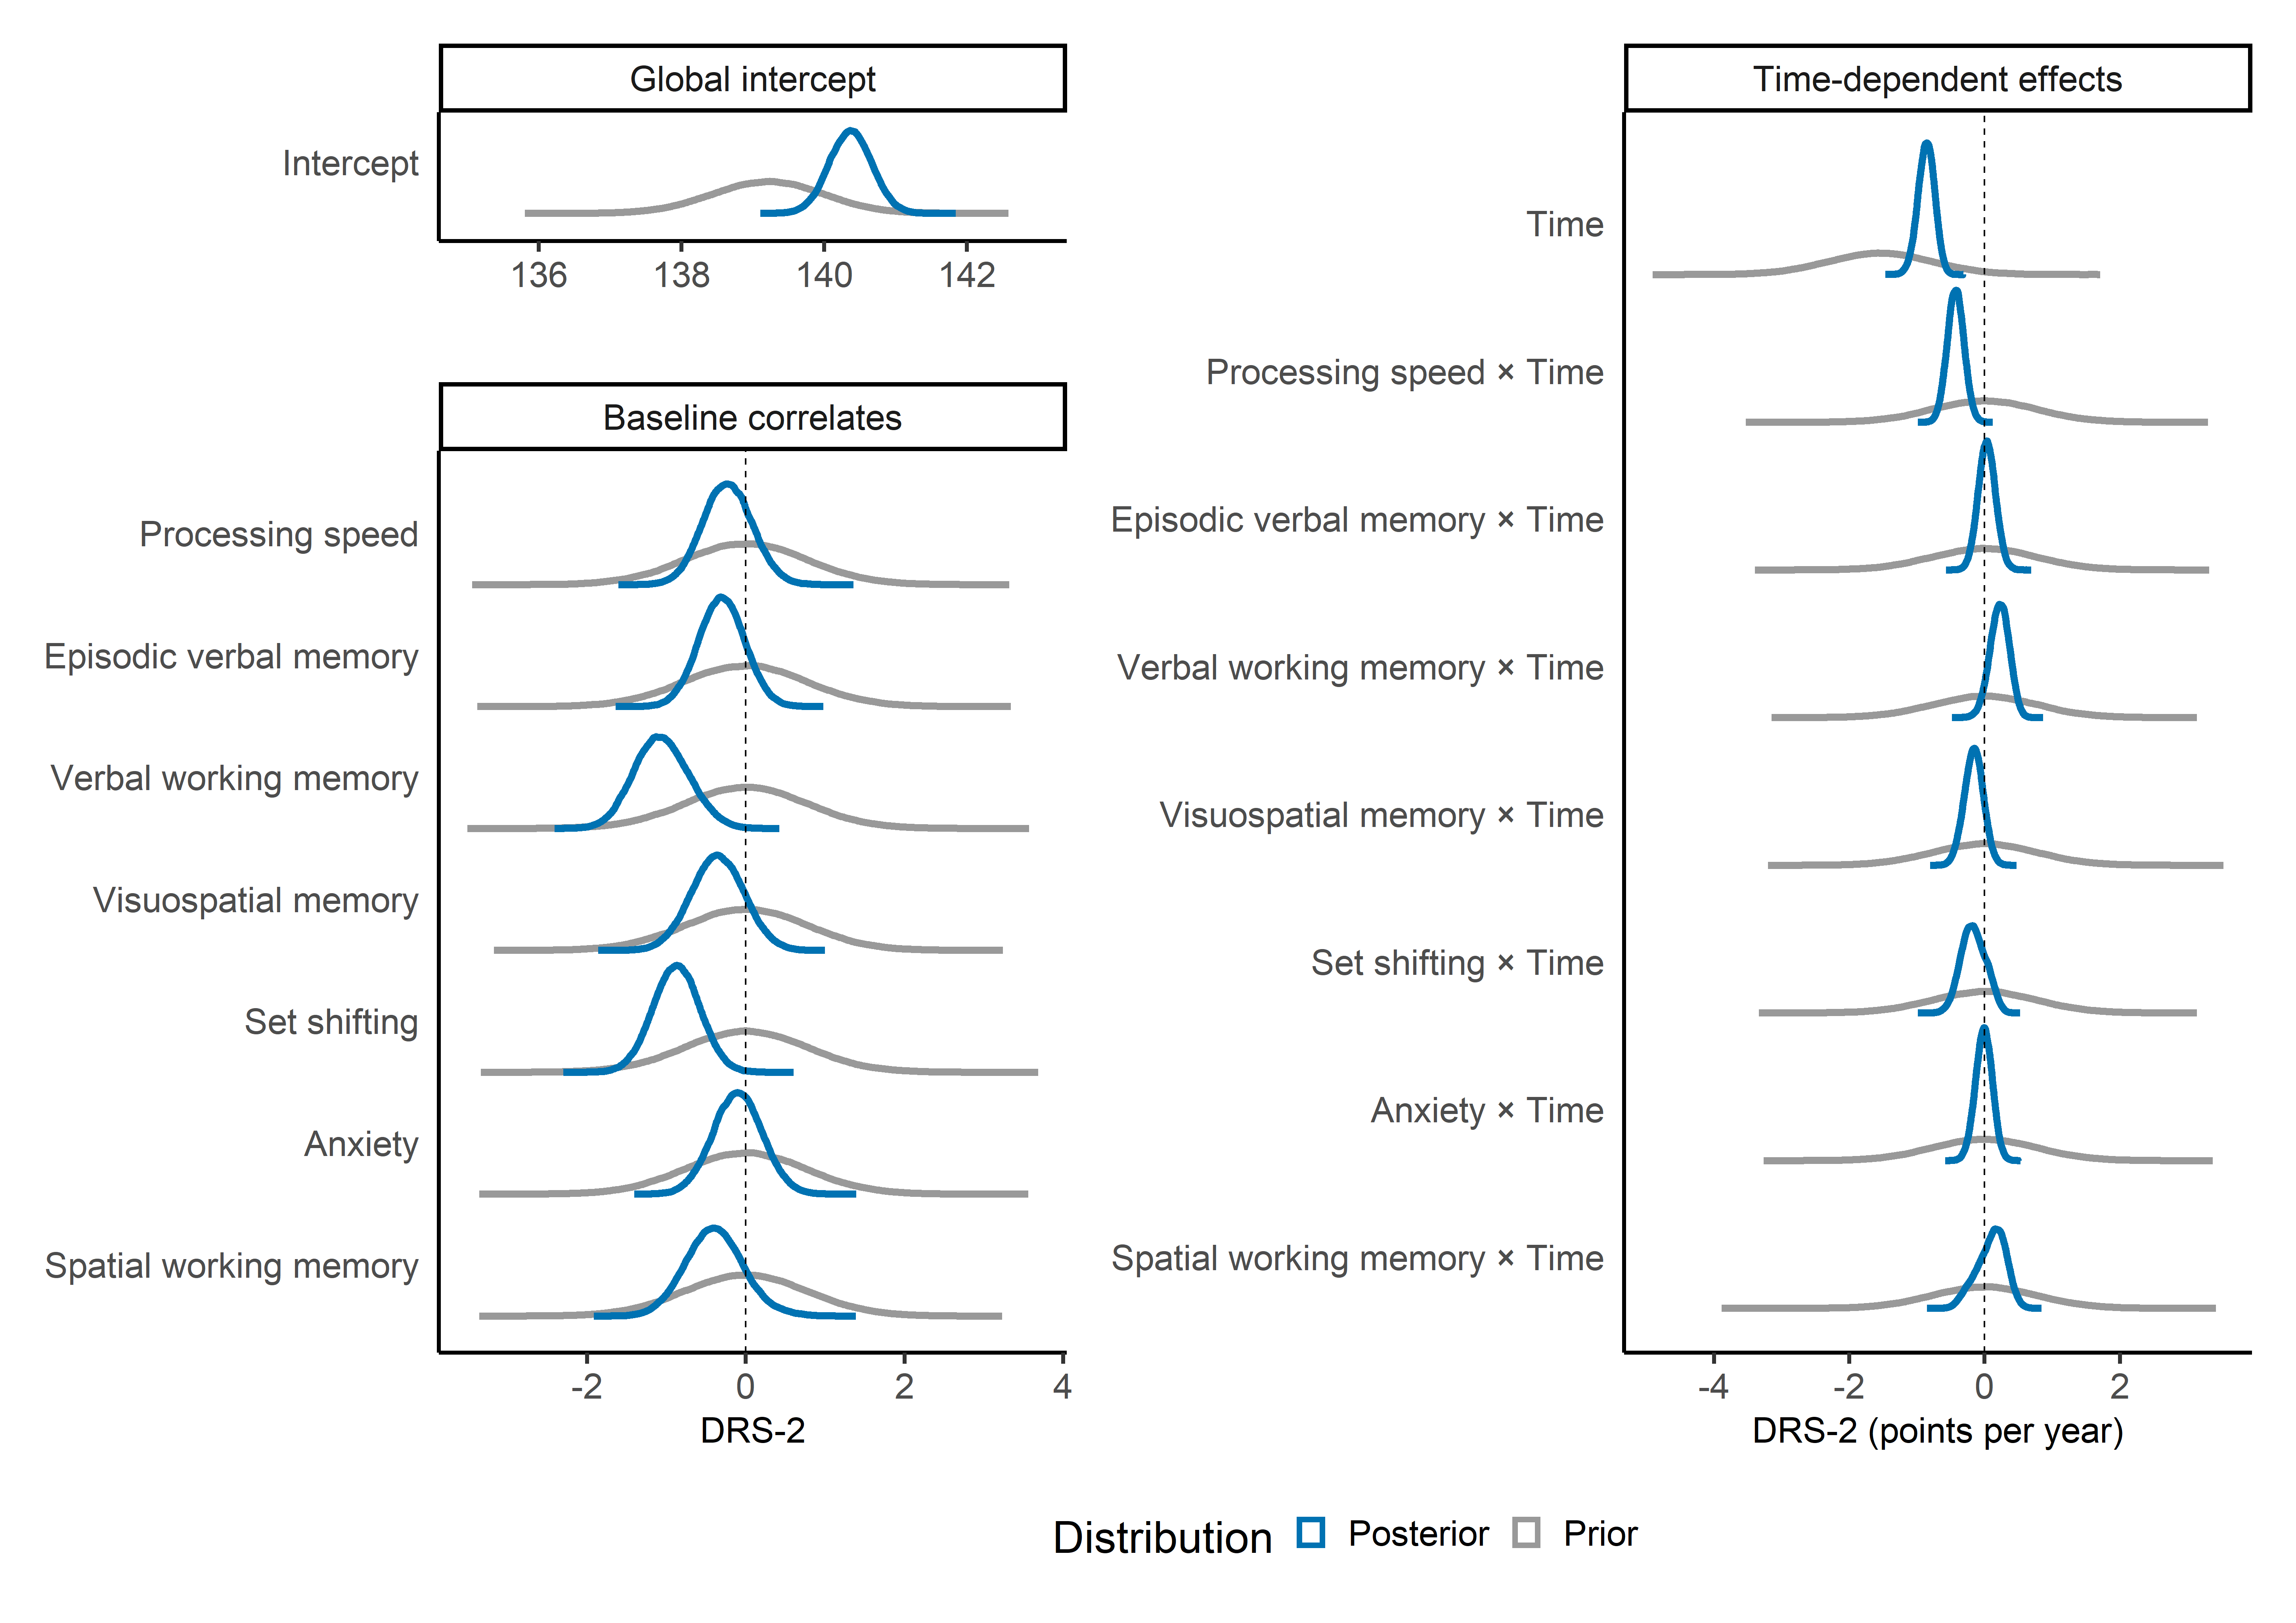 Global intercept
Intercept
136
138
140
142
Baseline correlates
Processing speed
Episodic verbal memory
Verbal working memory
Visuospatial memory
Set shifting
Anxiety
Spatial working memory
-2
0
2
4
DRS-2
Time-dependent effects
Time
Processing speed × Time
Episodic verbal memory × Time
Verbal working memory × Time
Visuospatial memory × Time
Set shifting × Time
Anxiety × Time
Spatial working memory × Time
-4
-2
0
2
DRS-2 (points per year)
Distribution Posterior Prior